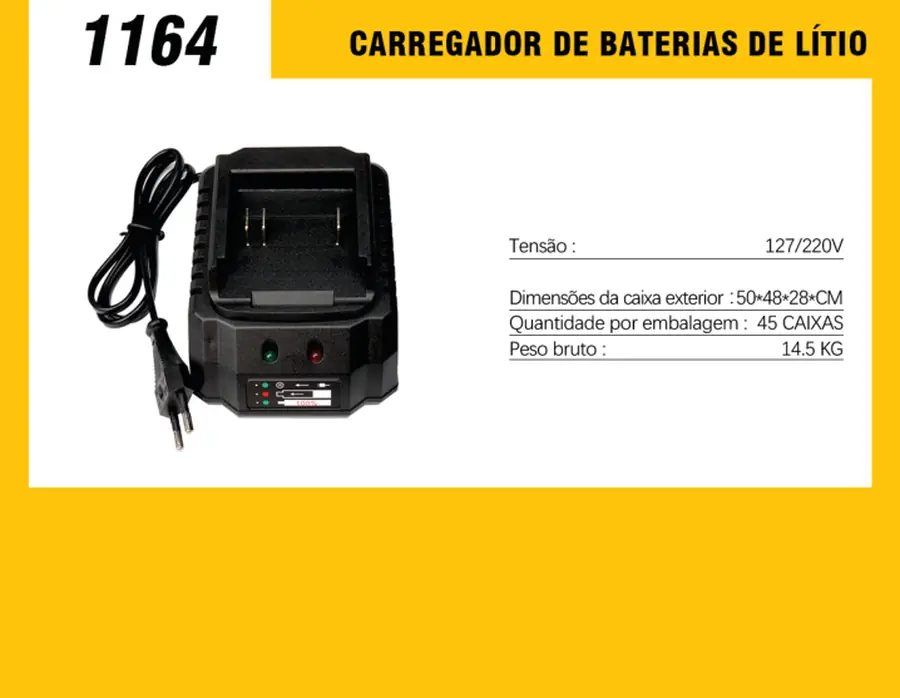 1164
CARREGADOR DE BATERIAS DE LÍTIO
Tensão : 127/220V
Dimensões da caixa exterior : 50*48*28*CM
Quantidade por embalagem : 45 CAIXAS
Peso bruto : 14.5 KG
100%